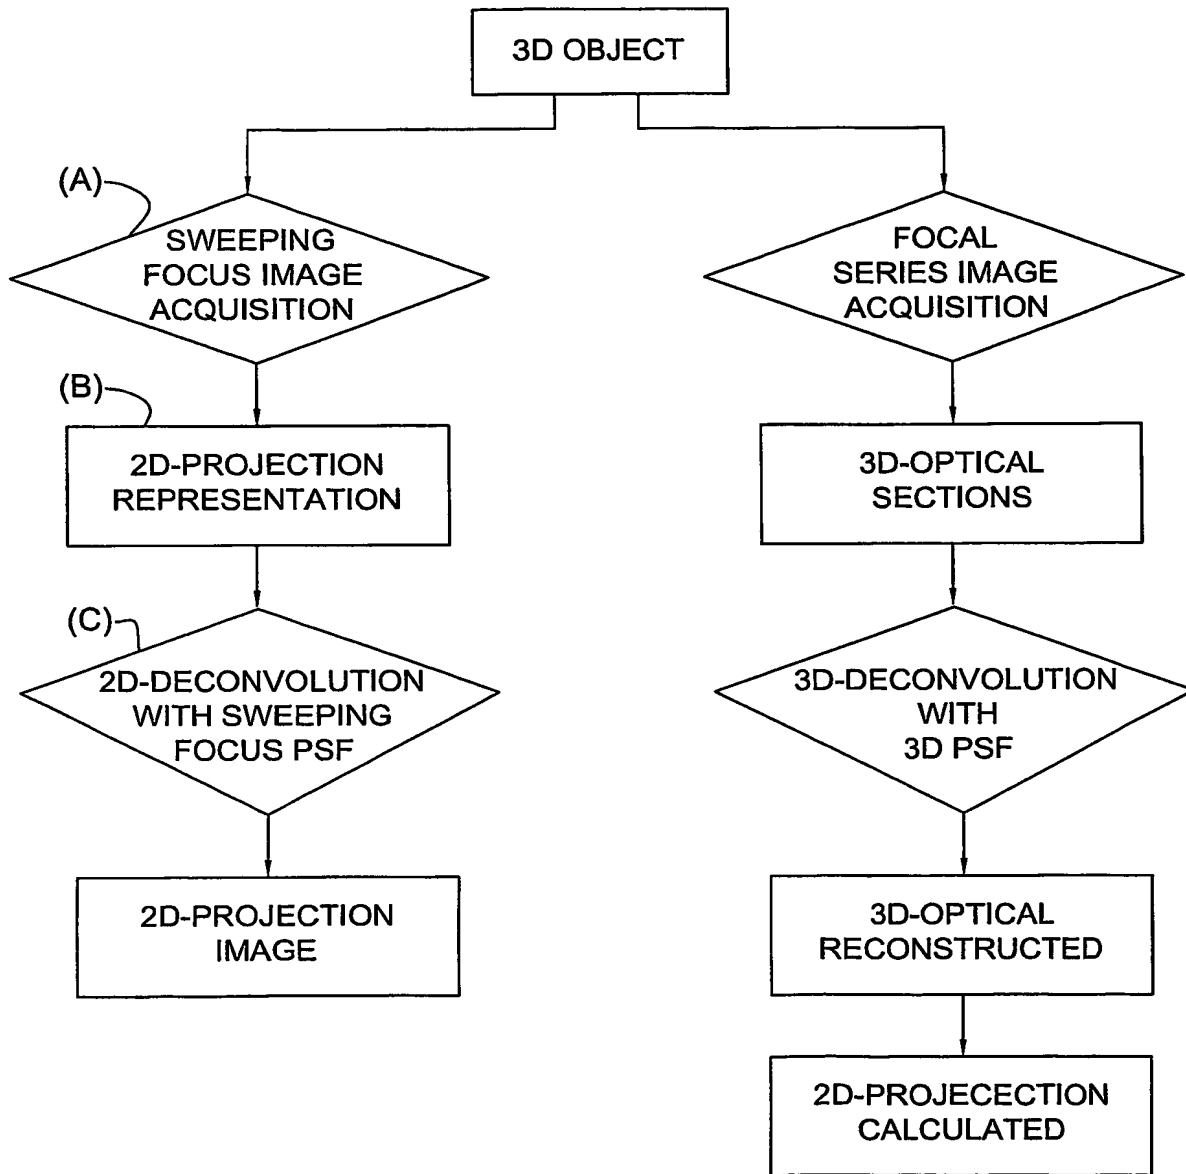 3D OBJECT
(A)
SWEEPING
FOCUS IMAGE
ACQUISITION
(B)
2D-PROJECTION
REPRESENTATION
(C)
2D-DECONVOLUTION
WITH SWEEPING
FOCUS PSF
2D-PROJECTION
IMAGE
FOCAL
SERIES IMAGE
ACQUISITION
3D-OPTICAL
SECTIONS
3D-DECONVOLUTION
WITH
3D PSF
3D-OPTICAL
RECONSTRUCTED
2D-PROJECECTION
CALCULATED